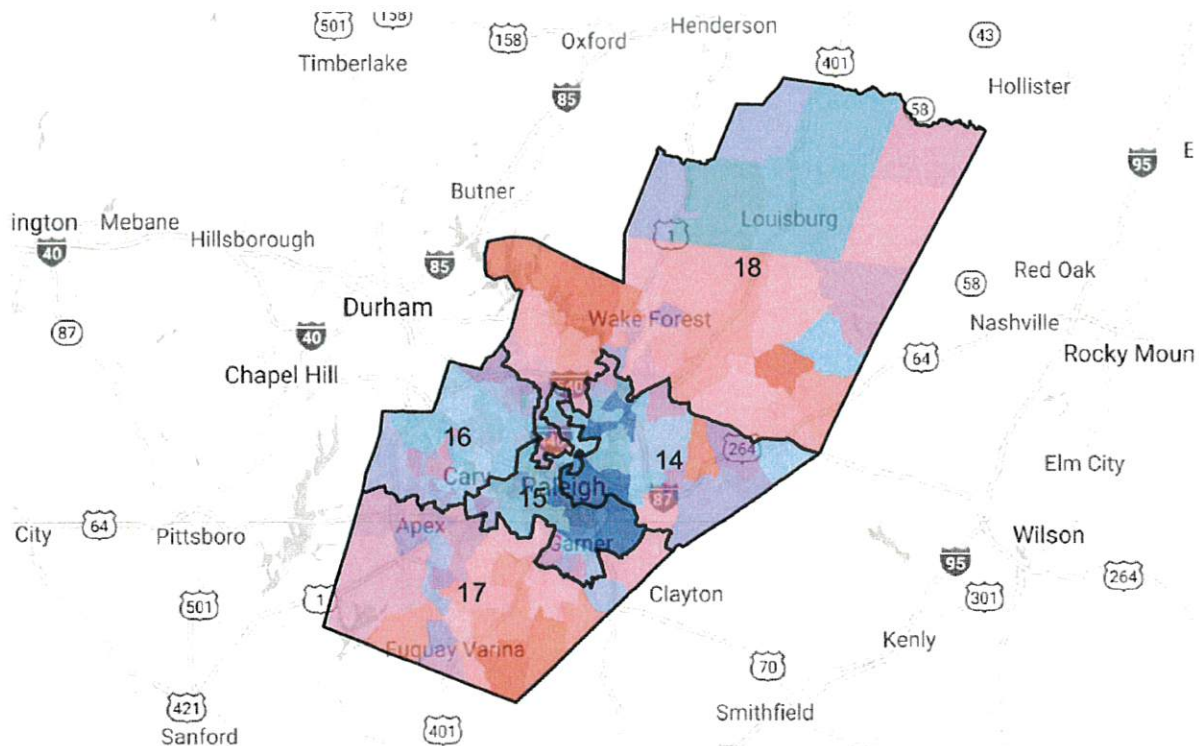 501
158
158
Oxford
Henderson
43
Timberlake
401
85
Hollister
58
95
E
Butner
ington
Mebane
Hillsborough
Louisburg
40
1
85
18
Red Oak
58
Durham
Wake Forest
Nashville
87
40
64
Rocky Moun
Chapel Hill
16
14
264
Cary
Raleigh
15
87
Elm City
City
64
Pittsboro
Apex
Garner
Wilson
95
264
17
501
1
Clayton
301
Fuquay Varina
Kenly
70
421
Sanford
401
Smithfield